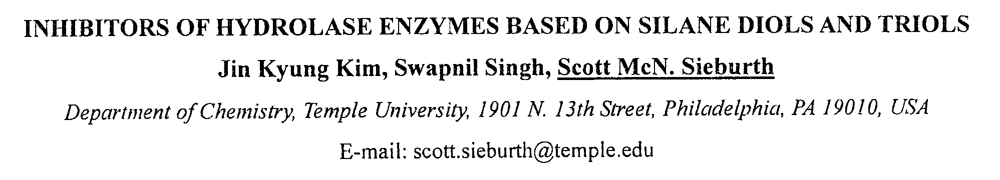 INHIBITORS OF HYDROLASE ENZYMES BASED ON SILANE DIOLS AND TRIOLS
Jin Kyung Kim, Swapnil Singh, Scott McN. Sieburth
Department of Chemistry, Temple University, 1901 N. 13th Street, Philadelphia, PA 19010, USA
E-mail: scott.sieburth@temple.edu